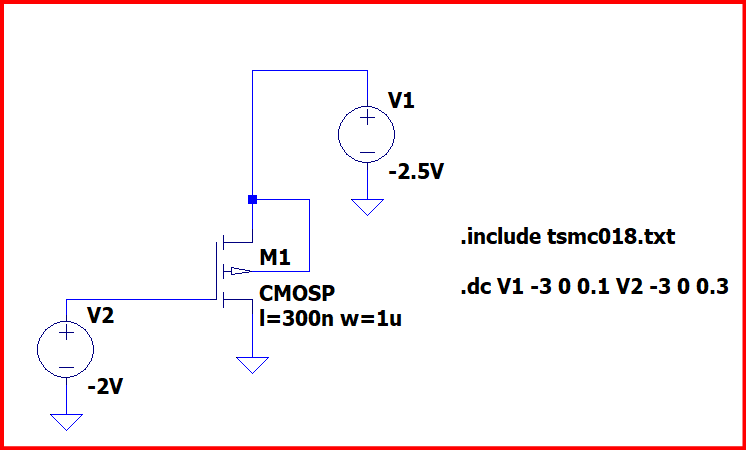 V1
-2.5V
.include tsmc018.txt
M1
.dc V1 -3 0 0.1 V2 -3 0 0.3
CMOSP
l=300n w=1u
V2
-2V